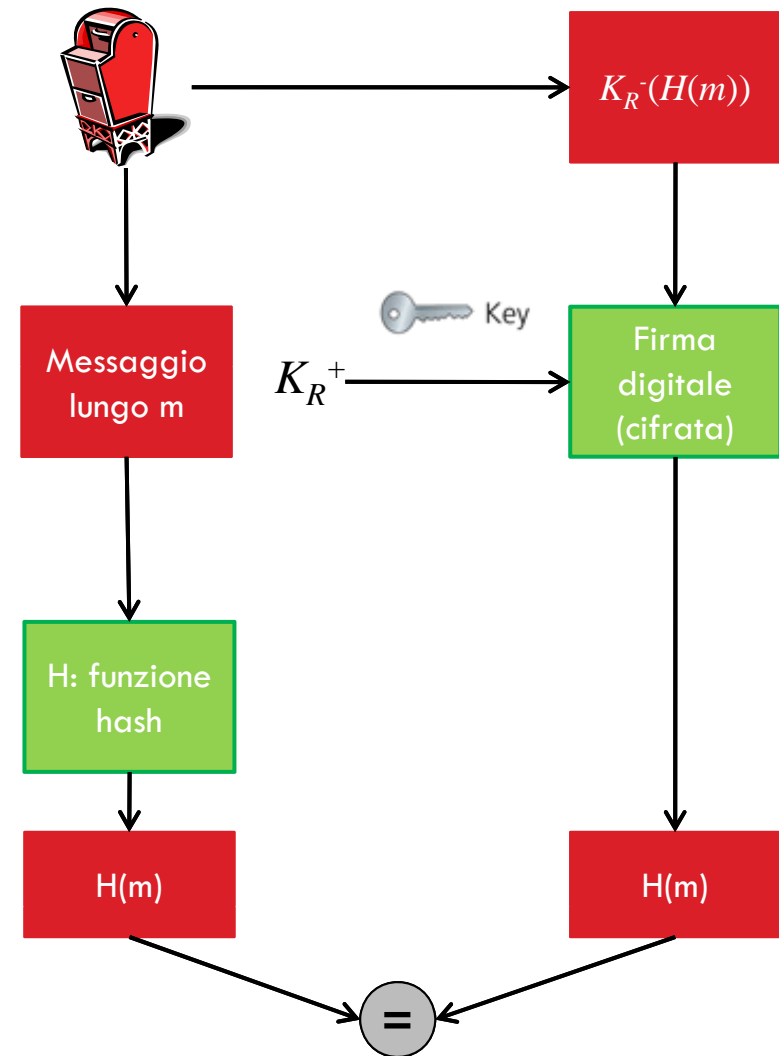 K_R^-(H(m))
Key
Messaggio
lungo m
K_R^+
Firma
digitale
(cifrata)
H: funzione
hash
H(m)
H(m)
=